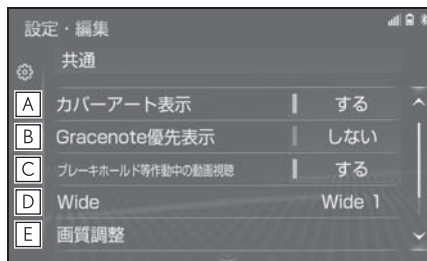 設定・編集
共通
A カバーアート表示 する
B Gracenote優先表示 しない
C ブレーキホールド等作動中の動画視聴 する
D Wide Wide 1
E 画質調整